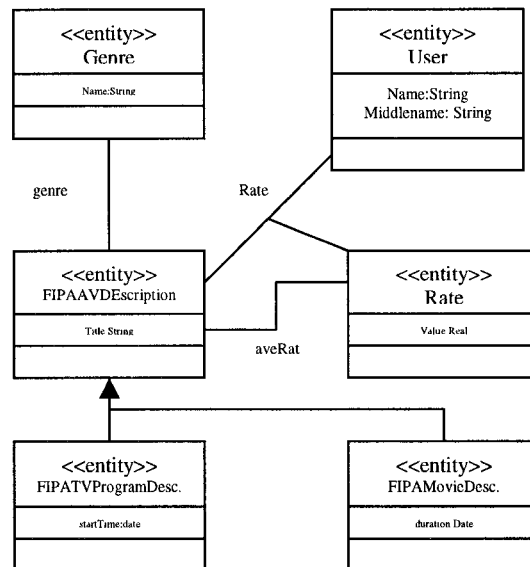 <<entity>>
Genre
Name:String
<<entity>>
User
Name:String
Middlename: String
genre
Rate
<<entity>>
FIPAAVDEscription
Title String
<<entity>>
Rate
Value Real
aveRat
<<entity>>
FIPATVProgramDesc.
startTime:date
<<entity>>
FIPAMovicDesc.
duration Date